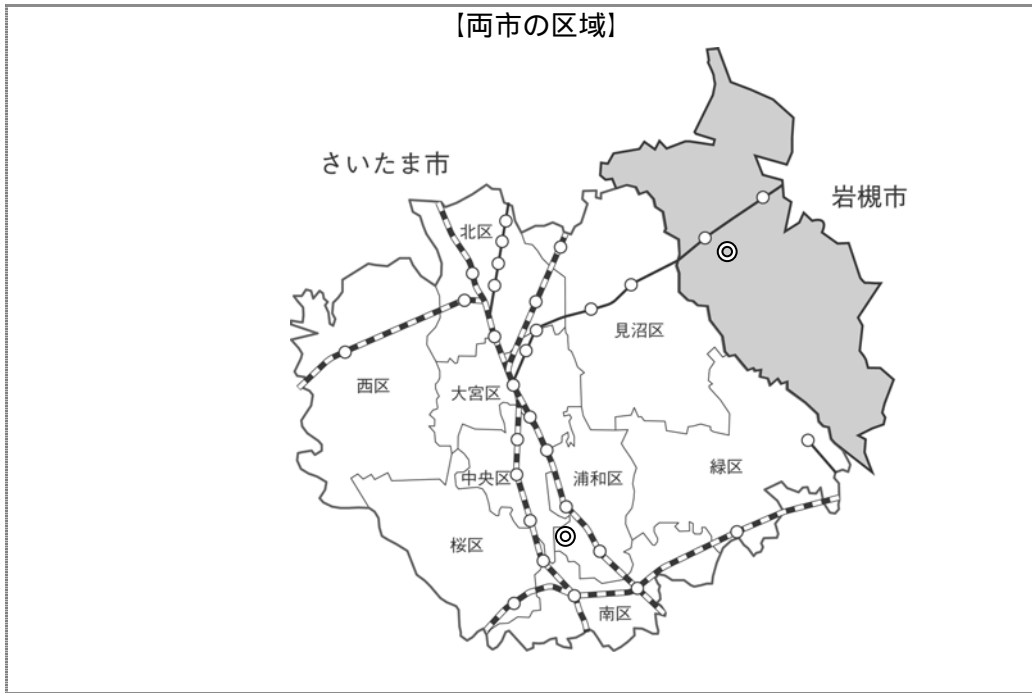 【両市の区域】
さいたま市
岩槻市
北区
見沼区
西区
大宮区
緑区
中央区
浦和区
桜区
南区